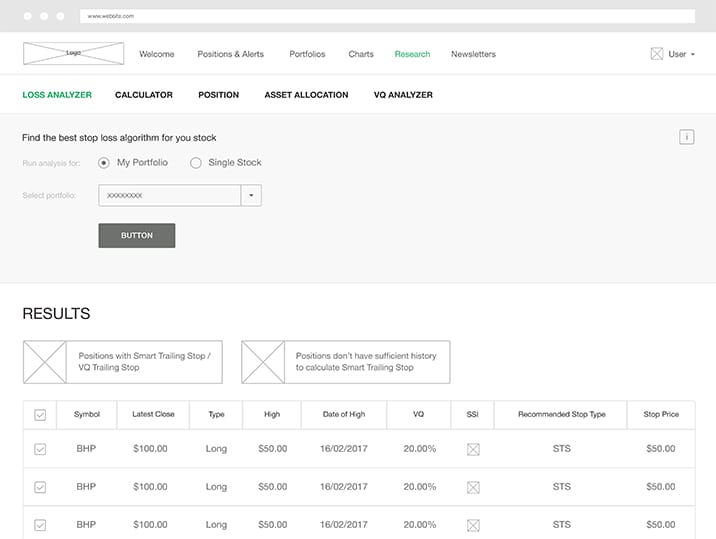 www.website.com
Logo Welcome Positions & Alerts Portfolios Charts Research Newsletters User
LOSS ANALYZER CALCULATOR POSITION ASSET ALLOCATION VQ ANALYZER
Find the best stop loss algorithm for you stock
i
Run analysis for: My Portfolio Single Stock
Select portfolio: XXXXXXXX
BUTTON
RESULTS
Positions with Smart Trailing Stop /
VQ Trailing Stop
Positions don't have sufficient history
to calculate Smart Trailing Stop
Symbol Latest Close Type High Date of High VQ SSI Recommended Stop Type Stop Price
BHP $100.00 Long $50.00 16/02/2017 20.00% STS $50.00
BHP $100.00 Long $50.00 16/02/2017 20.00% STS $50.00
BHP $100.00 Long $50.00 16/02/2017 20.00% STS $50.00